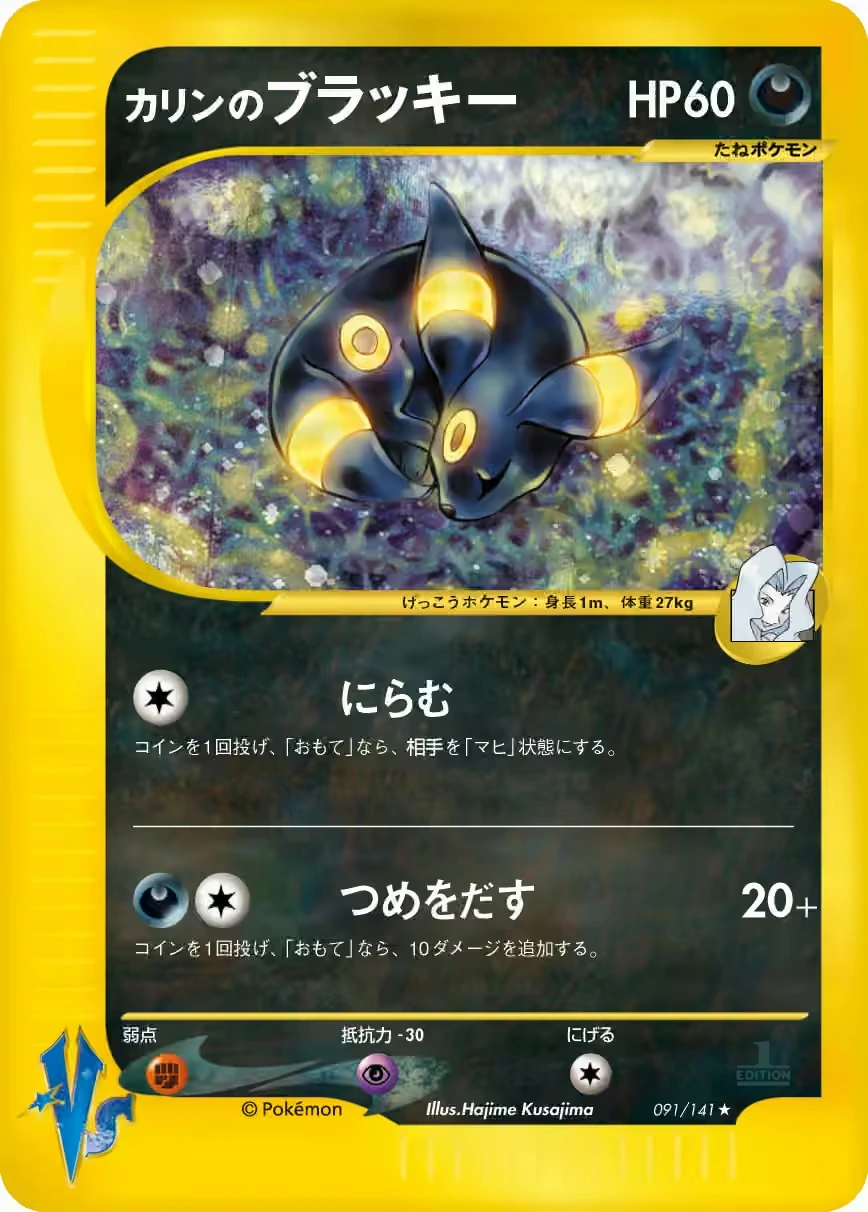 カリンのブラッキー HP60
たねポケモン
げっこうポケモン：身長1m、体重27kg
にらむ
コインを1回投げ、「おもて」なら、相手を「マヒ」状態にする。
つめをだす 20+
コインを1回投げ、「おもて」なら、10ダメージを追加する。
弱点 抵抗力 -30 にげる
1 EDITION
VS
© Pokémon Illus.Hajime Kusajima 091/141★